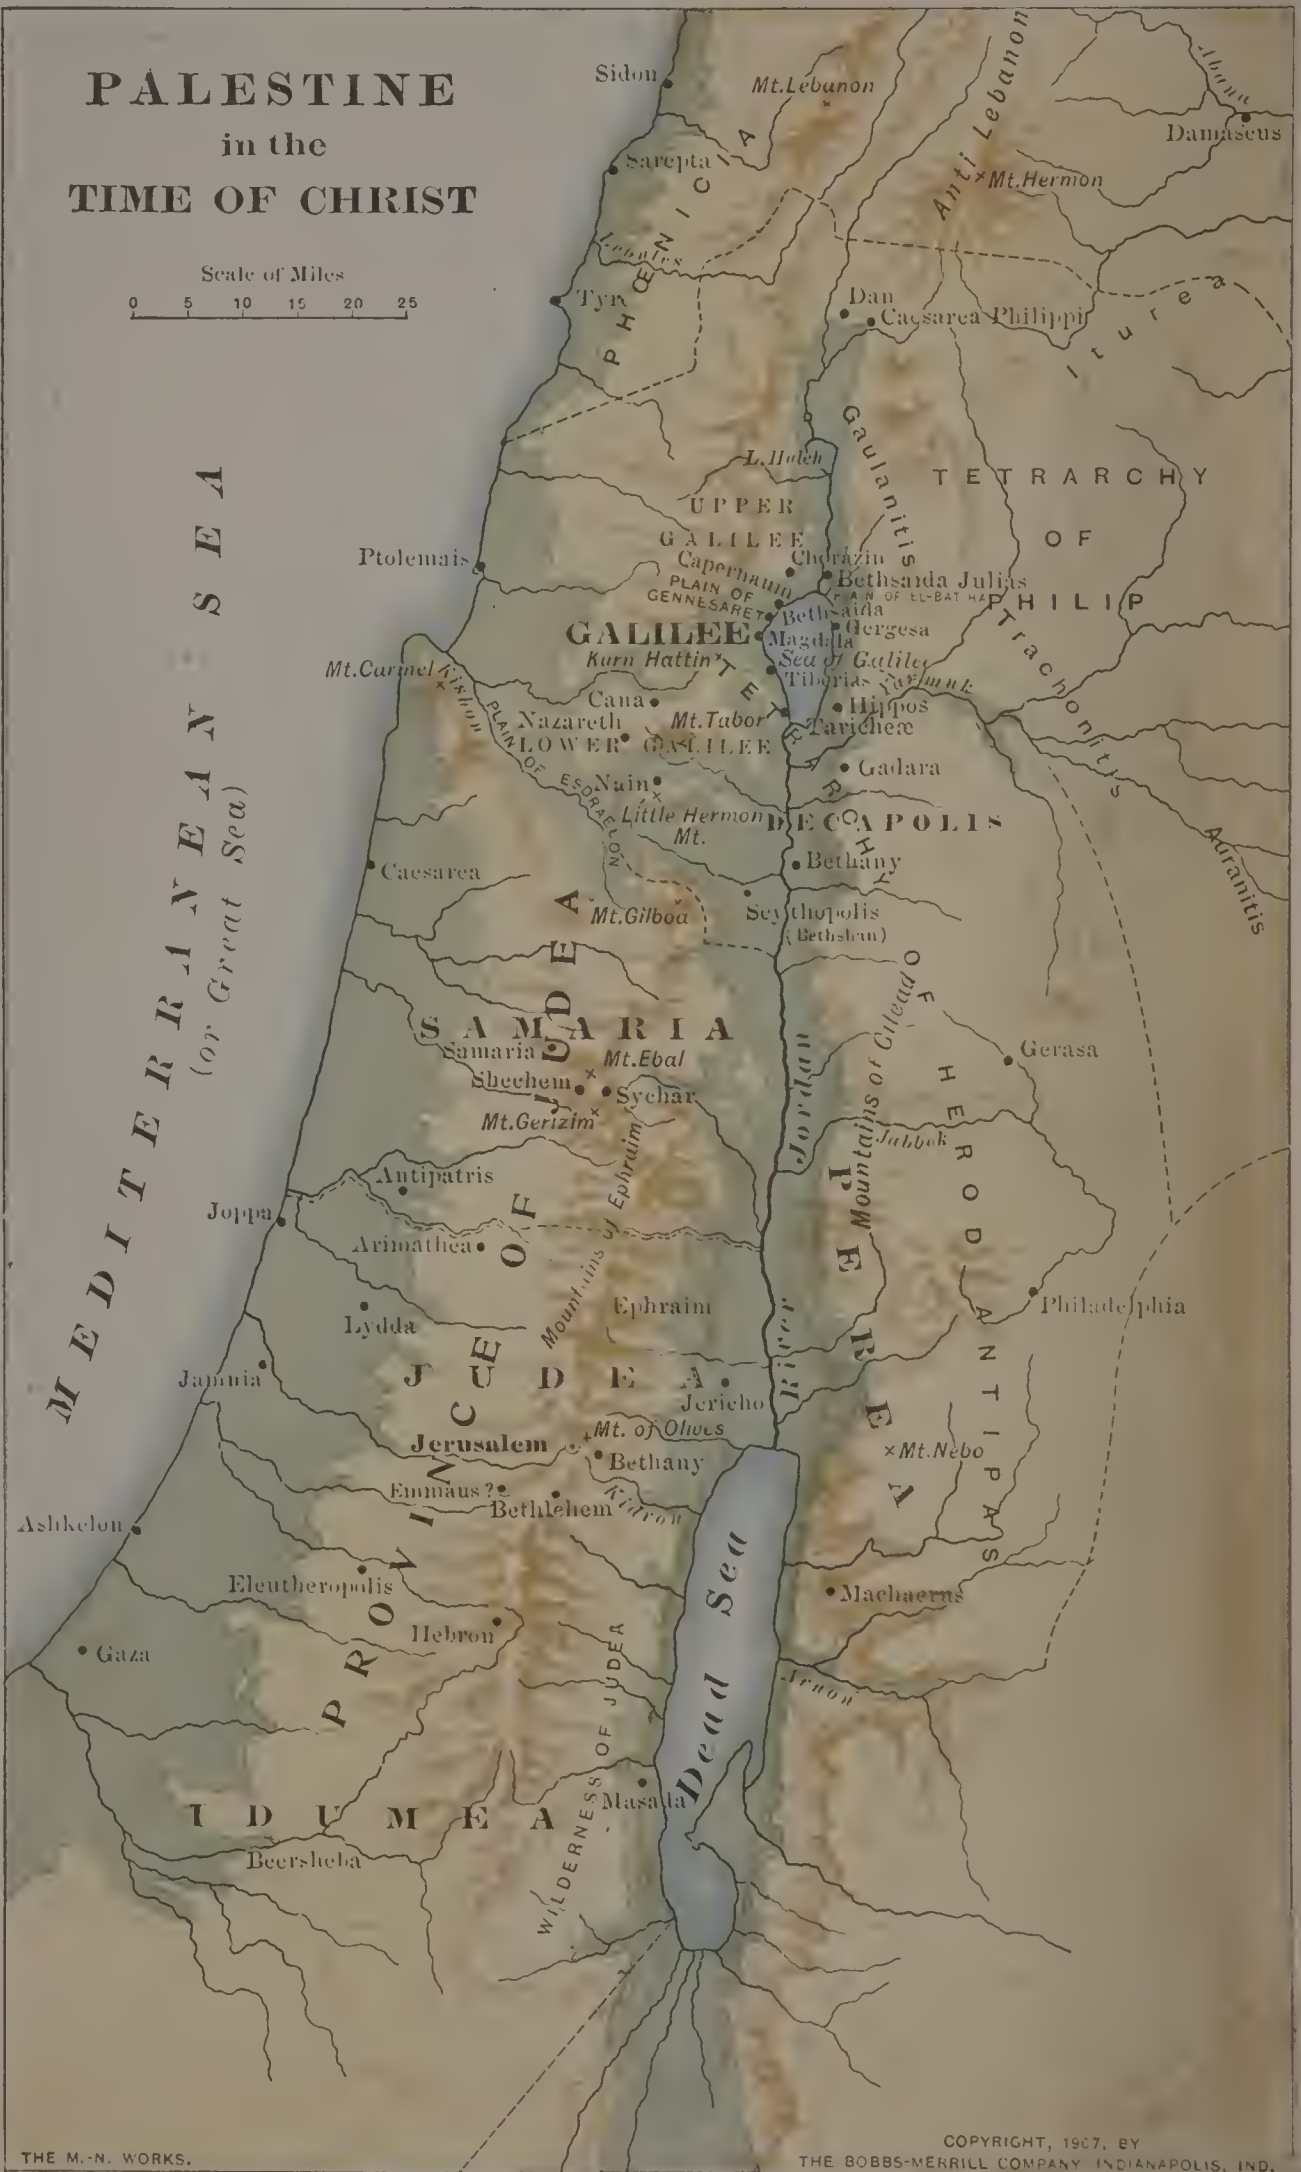 PALESTINE
in the
TIME OF CHRIST
Scale of Miles
0 5 10 15 20 25
MEDITERRANEAN SEA
(or Great Sea)
Sidon
Mt.Lebanon
Anti Lebanon
Abana
Damascus
Sarepta
Mt.Hermon
PHŒNICIA
Tyre
Dan
Caesarea Philippi
Iturea
Gaulanitis
L.Huleh
TETRARCHY
OF
PHILIP
UPPER
GALILEE
Ptolemais
Chorazin
Capernaum
Bethsaida Julias
PLAIN OF
GENNESARET
PLAIN OF EL-BATIHA
Bethsaida
Gergesa
GALILEE
Magdala
Kurn Hattin
Sea of Galilee
Tiberias
Yarmuk
Trachonitis
Mt.Carmel
Kishon
Cana
Hippos
Nazareth
Mt.Tabor
Taricheæ
LOWER GALILEE
PLAIN OF ESDRAELON
Gadara
Nain
Little Hermon
Mt.
DECAPOLIS
Auranitis
Bethany
Caesarea
Mt.Gilboa
Scythopolis
(Bethshan)
TETRARCHY OF HEROD ANTIPAS
SAMARIA
Samaria
Mt.Ebal
Gerasa
Shechem
Sychar
Mt.Gerizim
River Jordan
Jabbok
Mountains of Gilead
Mountains of Ephraim
Antipatris
Joppa
Arimathea
PEREA
Ephraim
Philadelphia
Lydda
PROVINCE OF JUDEA
JUDEA
Jamnia
Jericho
Mt. of Olives
Jerusalem
Bethany
Mt.Nebo
Emmaus?
Bethlehem
Kidron
Ashkelon
Eleutheropolis
Machaerus
Hebron
Gaza
Dead Sea
Arnon
WILDERNESS OF JUDEA
Masada
IDUMEA
Beersheba
THE M.-N. WORKS.
COPYRIGHT, 1907, BY
THE BOBBS-MERRILL COMPANY INDIANAPOLIS, IND.